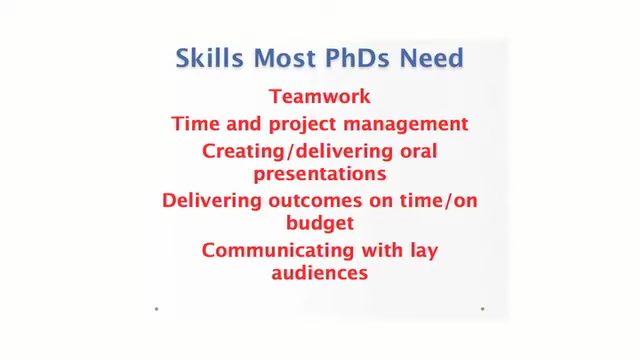 Skills Most PhDs Need
Teamwork
Time and project management
Creating/delivering oral
presentations
Delivering outcomes on time/on
budget
Communicating with lay
audiences